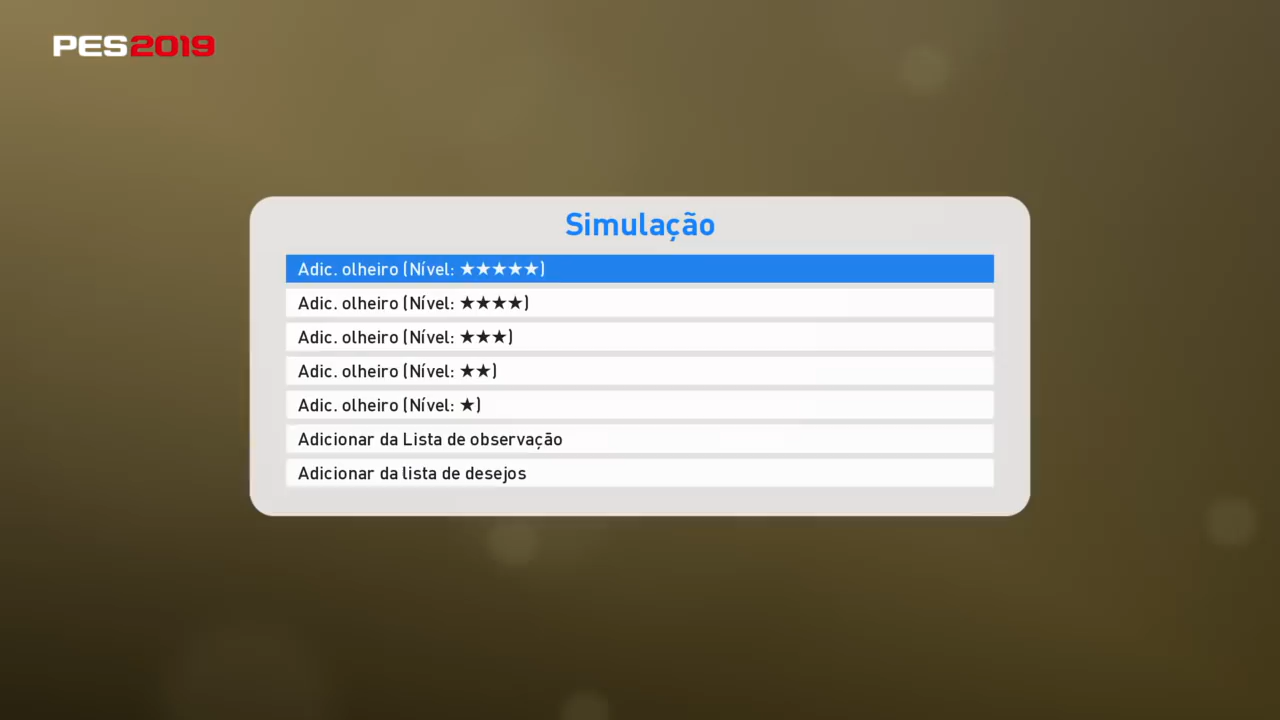 PES2019
Simulação
Adic. olheiro (Nível: ★★★★★)
Adic. olheiro (Nível: ★★★★)
Adic. olheiro (Nível: ★★★)
Adic. olheiro (Nível: ★★)
Adic. olheiro (Nível: ★)
Adicionar da Lista de observação
Adicionar da lista de desejos